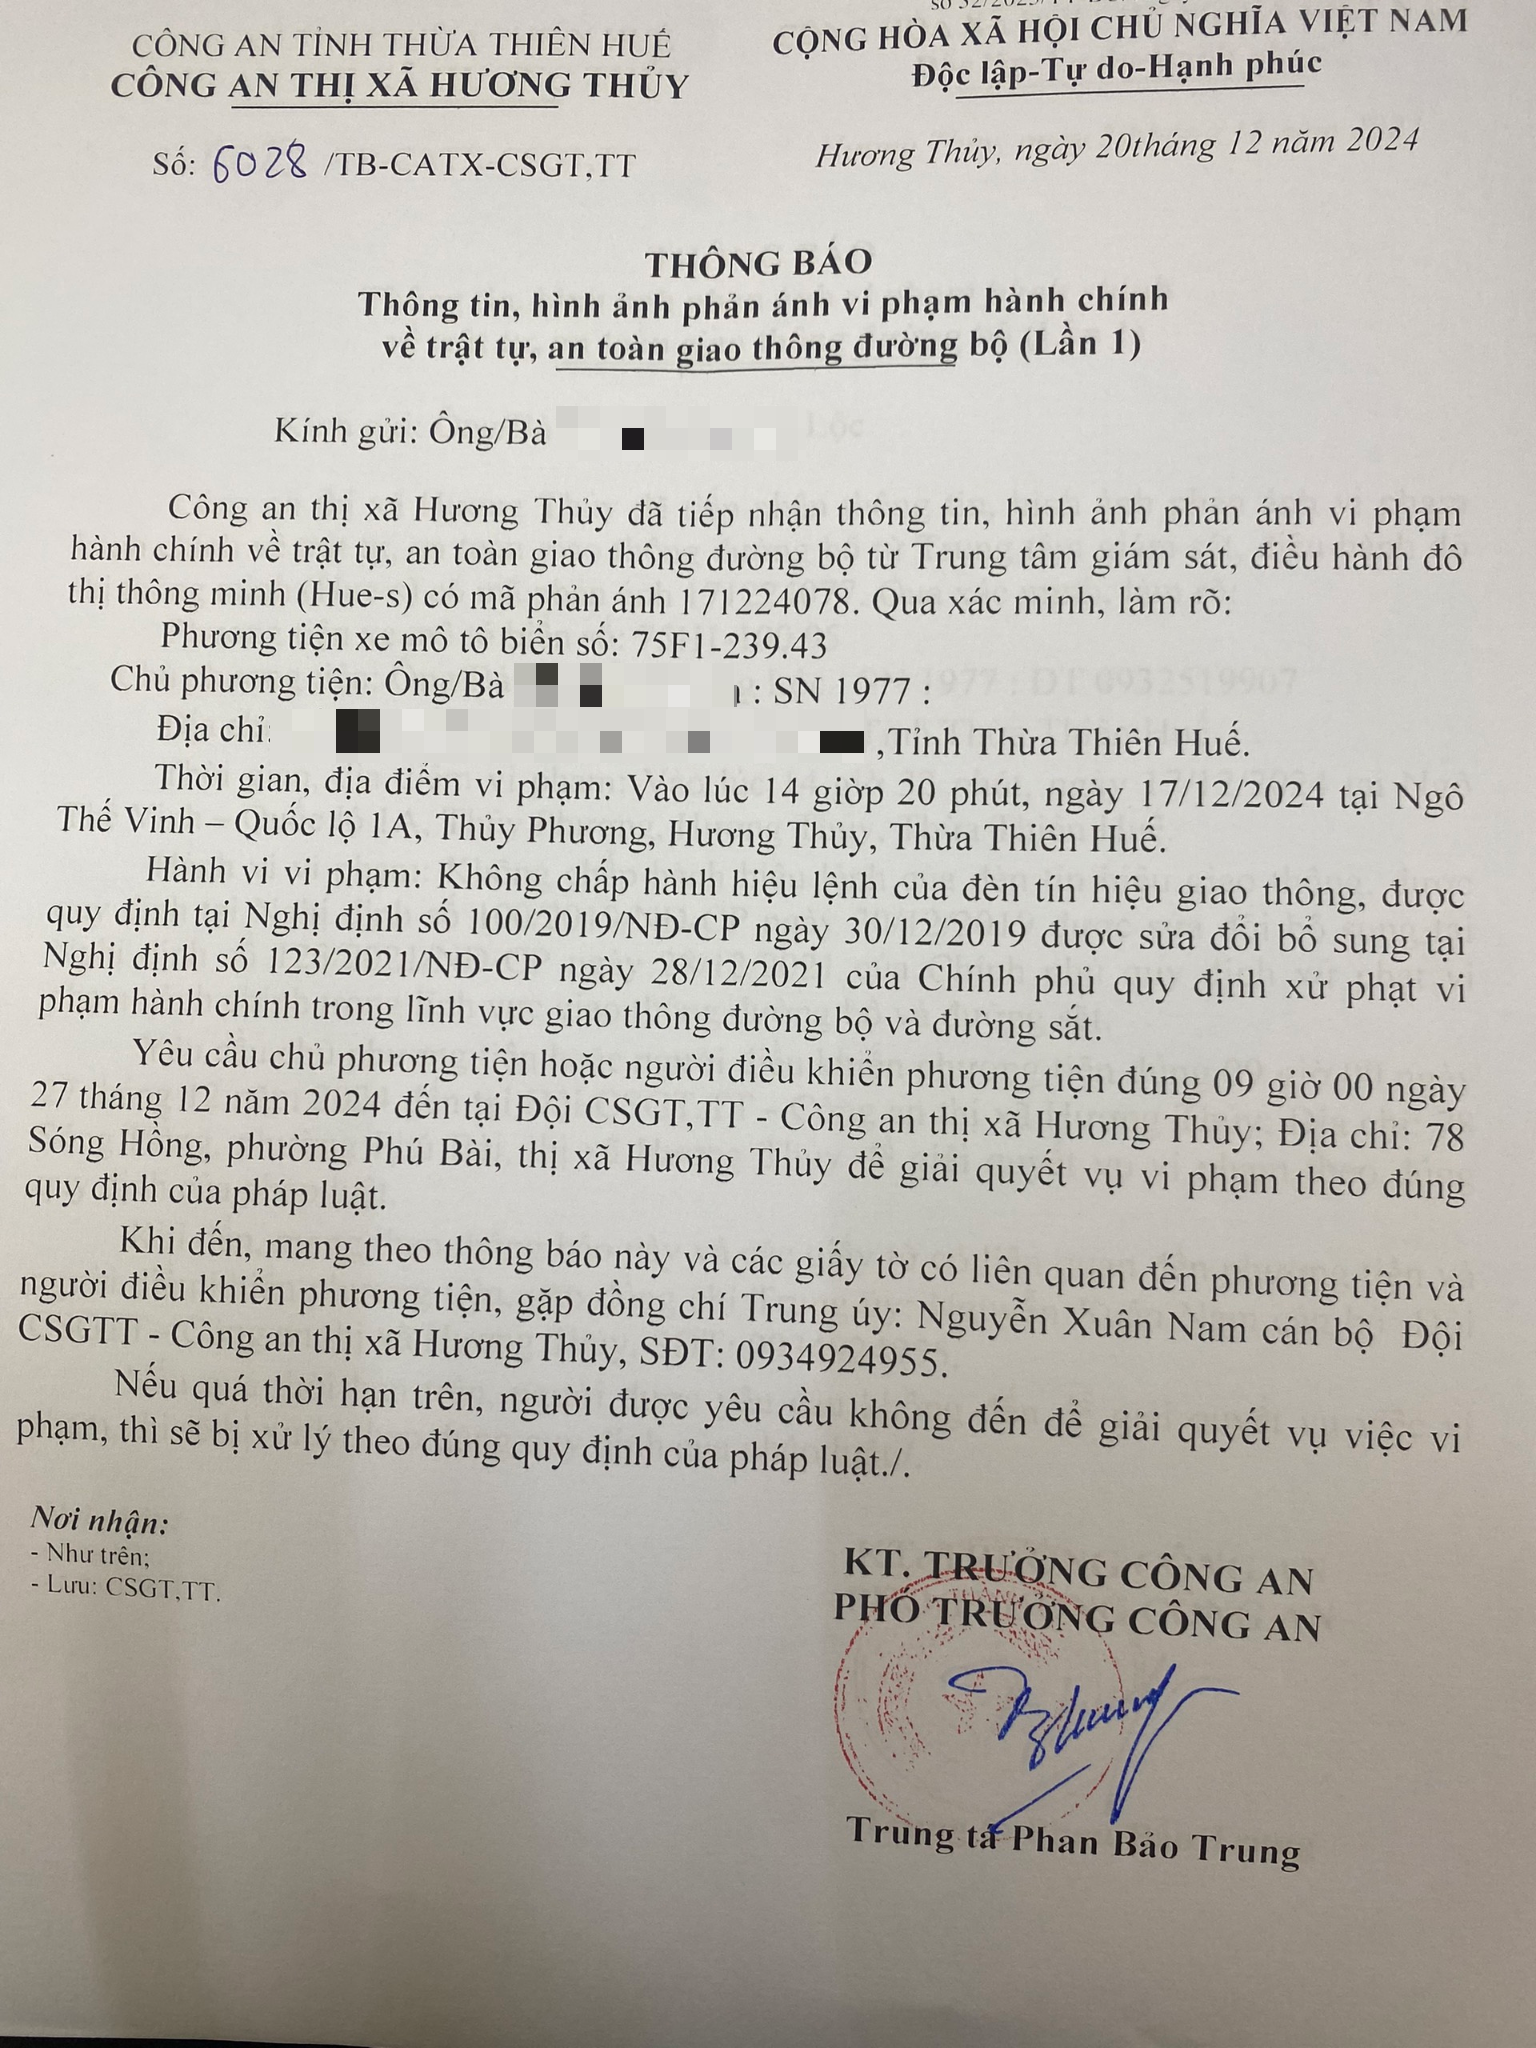 CÔNG AN TỈNH THỪA THIÊN HUẾ
CÔNG AN THỊ XÃ HƯƠNG THỦY
CỘNG HÒA XÃ HỘI CHỦ NGHĨA VIỆT NAM
Độc lập-Tự do-Hạnh phúc
Số: 6028 /TB-CATX-CSGT,TT
Hương Thủy, ngày 20tháng 12 năm 2024
THÔNG BÁO
Thông tin, hình ảnh phản ánh vi phạm hành chính
về trật tự, an toàn giao thông đường bộ (Lần 1)
Kính gửi: Ông/Bà
Công an thị xã Hương Thủy đã tiếp nhận thông tin, hình ảnh phản ánh vi phạm
hành chính về trật tự, an toàn giao thông đường bộ từ Trung tâm giám sát, điều hành đô
thị thông minh (Hue-s) có mã phản ánh 171224078. Qua xác minh, làm rõ:
Phương tiện xe mô tô biển số: 75F1-239.43
Chủ phương tiện: Ông/Bà : SN 1977 :
Địa chỉ: ,Tỉnh Thừa Thiên Huế.
Thời gian, địa điểm vi phạm: Vào lúc 14 giờp 20 phút, ngày 17/12/2024 tại Ngô
Thế Vinh – Quốc lộ 1A, Thủy Phương, Hương Thủy, Thừa Thiên Huế.
Hành vi vi phạm: Không chấp hành hiệu lệnh của đèn tín hiệu giao thông, được
quy định tại Nghị định số 100/2019/NĐ-CP ngày 30/12/2019 được sửa đổi bổ sung tại
Nghị định số 123/2021/NĐ-CP ngày 28/12/2021 của Chính phủ quy định xử phạt vi
phạm hành chính trong lĩnh vực giao thông đường bộ và đường sắt.
Yêu cầu chủ phương tiện hoặc người điều khiển phương tiện đúng 09 giờ 00 ngày
27 tháng 12 năm 2024 đến tại Đội CSGT,TT - Công an thị xã Hương Thủy; Địa chỉ: 78
Sóng Hồng, phường Phú Bài, thị xã Hương Thủy để giải quyết vụ vi phạm theo đúng
quy định của pháp luật.
Khi đến, mang theo thông báo này và các giấy tờ có liên quan đến phương tiện và
người điều khiển phương tiện, gặp đồng chí Trung úy: Nguyễn Xuân Nam cán bộ Đội
CSGTT - Công an thị xã Hương Thủy, SĐT: 0934924955.
Nếu quá thời hạn trên, người được yêu cầu không đến để giải quyết vụ việc vi
phạm, thì sẽ bị xử lý theo đúng quy định của pháp luật./.
Nơi nhận:
- Như trên;
- Lưu: CSGT,TT.
KT. TRƯỞNG CÔNG AN
PHÓ TRƯỞNG CÔNG AN
Trung tá Phan Bảo Trung